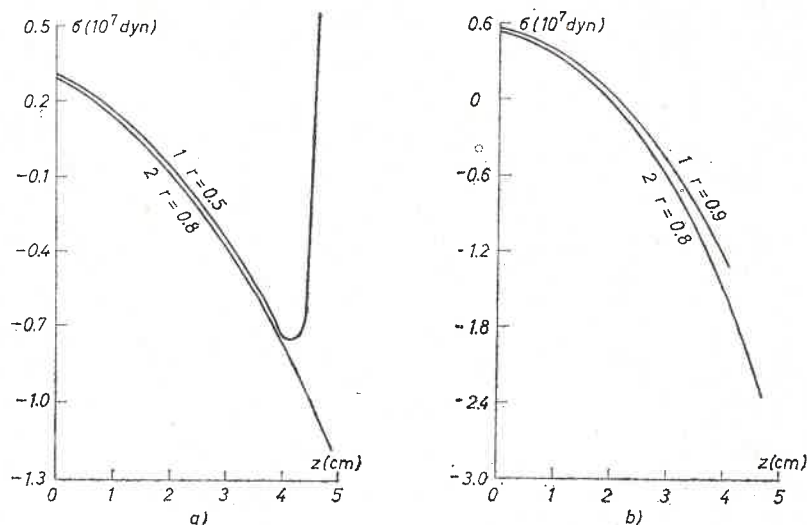 σ(10⁷ dyn)
0.5
0.2
-0.1
-0.4
-0.7
-1.0
-1.3
1 r=0.5
2 r=0.8
z(cm)
0 1 2 3 4 5
a)
σ(10⁷ dyn)
0.6
0
-0.6
-1.2
-1.8
-2.4
-3.0
1 r=0.9
2 r=0.8
z(cm)
0 1 2 3 4 5
b)